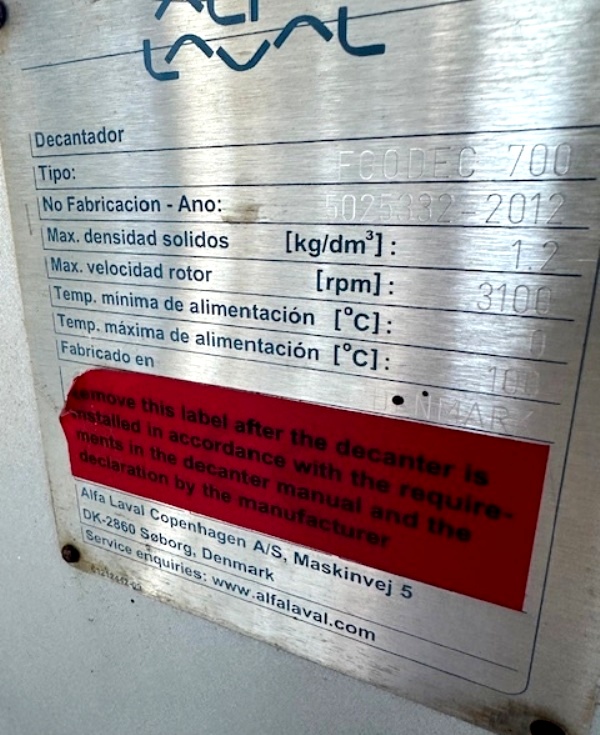 ALFA
LAVAL
Decantador
Tipo: FOODEC 700
No Fabricacion - Ano: 5025332-2012
Max. densidad solidos [kg/dm³]: 1.2
Max. velocidad rotor [rpm]: 3100
Temp. mínima de alimentación [°C]: 0
Temp. máxima de alimentación [°C]: 100
Fabricado en DENMARK
Remove this label after the decanter is
installed in accordance with the require-
ments in the decanter manual and the
declaration by the manufacturer
Alfa Laval Copenhagen A/S, Maskinvej 5
DK-2860 Søborg, Denmark
Service enquiries: www.alfalaval.com